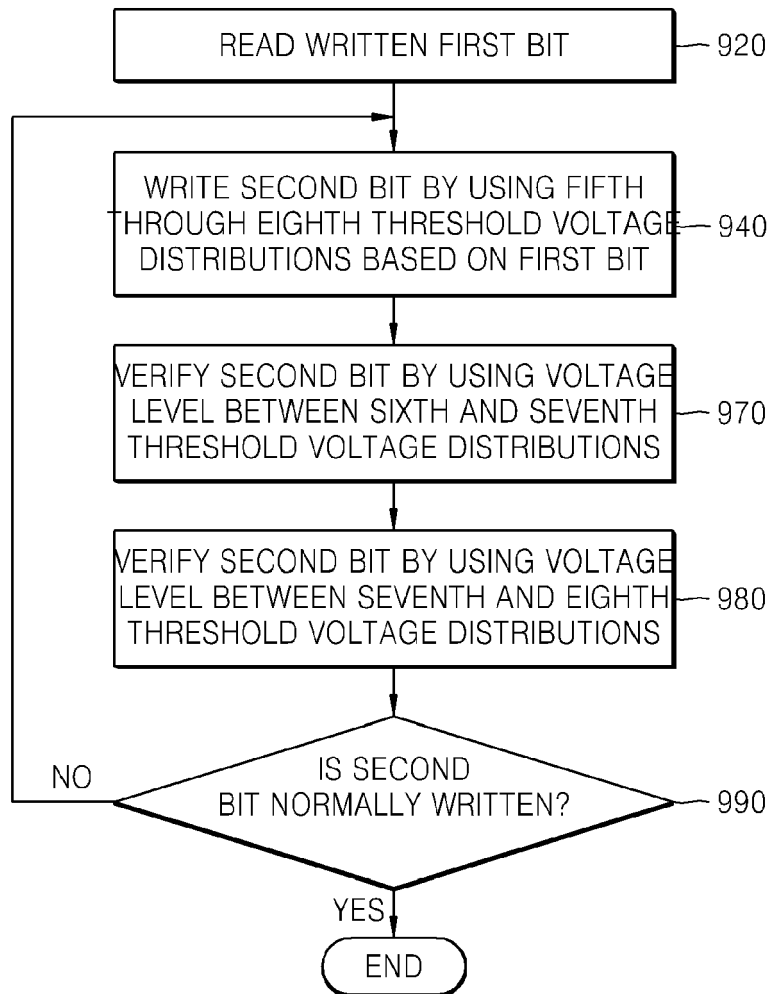 READ WRITTEN FIRST BIT
920
WRITE SECOND BIT BY USING FIFTH
THROUGH EIGHTH THRESHOLD VOLTAGE
DISTRIBUTIONS BASED ON FIRST BIT
940
VERIFY SECOND BIT BY USING VOLTAGE
LEVEL BETWEEN SIXTH AND SEVENTH
THRESHOLD VOLTAGE DISTRIBUTIONS
970
VERIFY SECOND BIT BY USING VOLTAGE
LEVEL BETWEEN SEVENTH AND EIGHTH
THRESHOLD VOLTAGE DISTRIBUTIONS
980
NO
IS SECOND
BIT NORMALLY WRITTEN?
990
YES
END